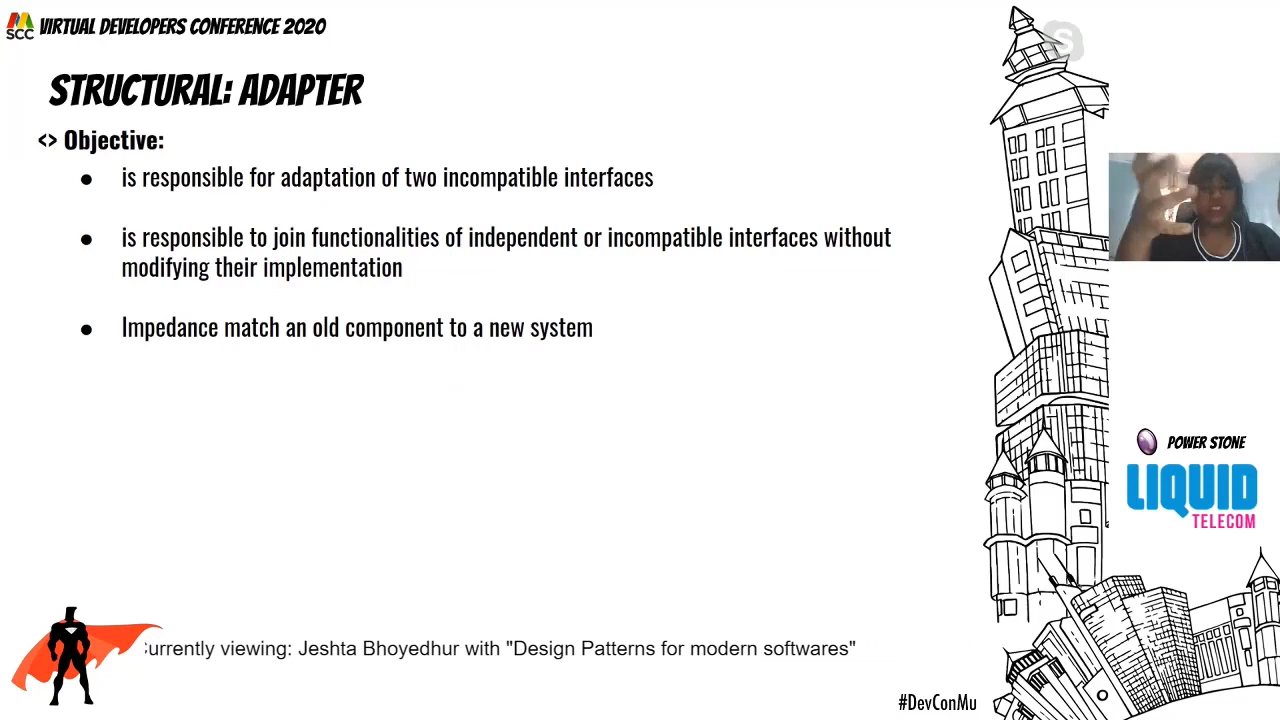 SCC VIRTUAL DEVELOPERS CONFERENCE 2020
S
STRUCTURAL: ADAPTER
<> Objective:
● is responsible for adaptation of two incompatible interfaces
● is responsible to join functionalities of independent or incompatible interfaces without
modifying their implementation
● Impedance match an old component to a new system
POWER STONE
LIQUID
TELECOM
urrently viewing: Jeshta Bhoyedhur with "Design Patterns for modern softwares"
#DevConMu